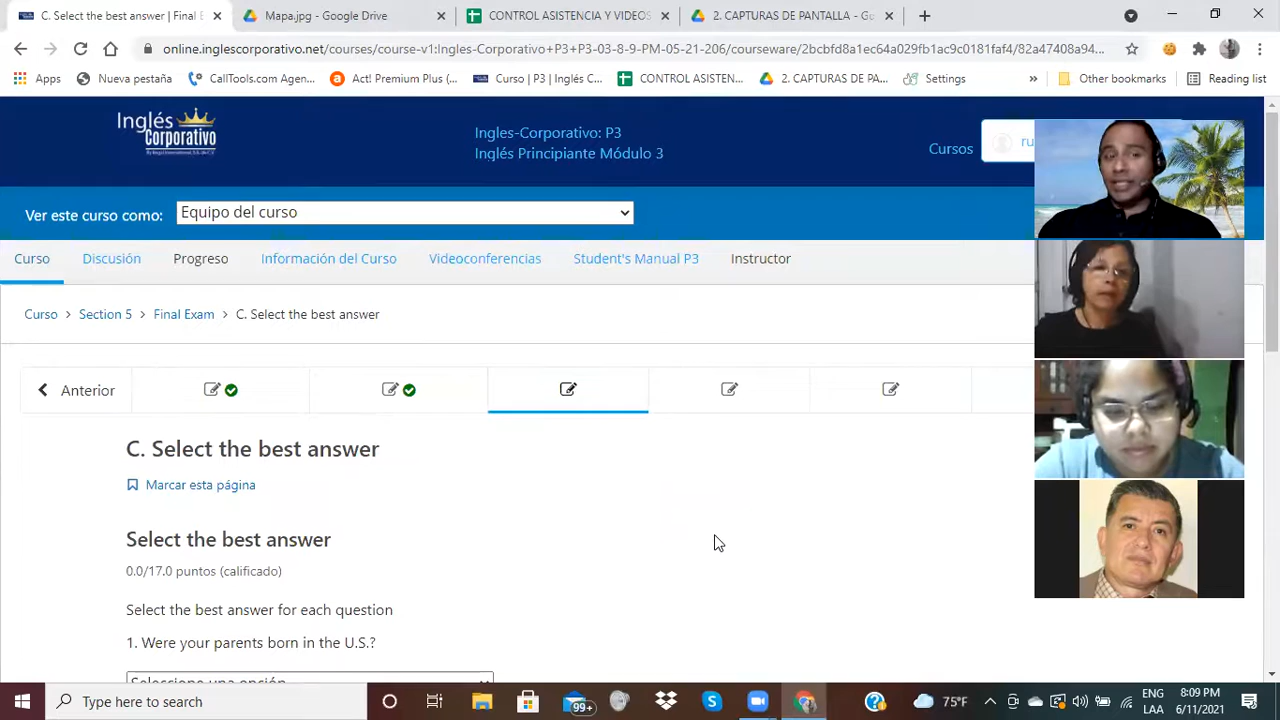 C. Select the best answer | Final E
Mapa.jpg - Google Drive
CONTROL ASISTENCIA Y VIDEOS
2. CAPTURAS DE PANTALLA - Go
online.inglescorporativo.net/courses/course-v1:Ingles-Corporativo+P3+P3-03-8-9-PM-05-21-206/courseware/2bcbfd8a1ec64a029fb1ac9c0181faf4/82a47408a94...
Apps
Nueva pestaña
CallTools.com Agen...
Act! Premium Plus (...
Curso | P3 | Inglés C...
CONTROL ASISTEN...
2. CAPTURAS DE PA...
Settings
»
Other bookmarks
Reading list
Inglés
Corporativo
Ingles-Corporativo: P3
Inglés Principiante Módulo 3
Cursos
ru
Ver este curso como:
Equipo del curso
Curso
Discusión
Progreso
Información del Curso
Videoconferencias
Student's Manual P3
Instructor
Curso > Section 5 > Final Exam > C. Select the best answer
Anterior
C. Select the best answer
Marcar esta página
Select the best answer
0.0/17.0 puntos (calificado)
Select the best answer for each question
1. Were your parents born in the U.S.?
Seleccione una opción
Type here to search
99+
75°F
ENG
LAA
8:09 PM
6/11/2021